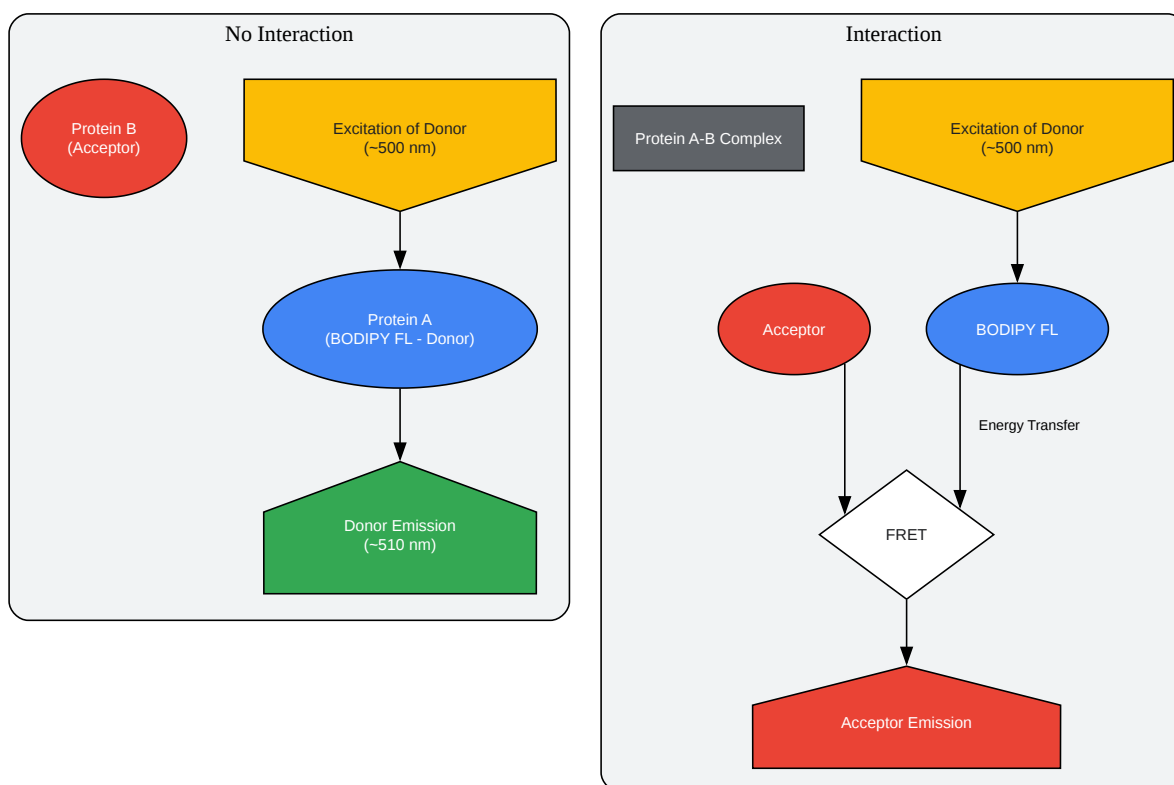 No Interaction
Protein B
(Acceptor)
Excitation of Donor
(~500 nm)
Protein A
(BODIPY FL - Donor)
Donor Emission
(~510 nm)
Interaction
Protein A-B Complex
Excitation of Donor
(~500 nm)
Acceptor
BODIPY FL
Energy Transfer
FRET
Acceptor Emission